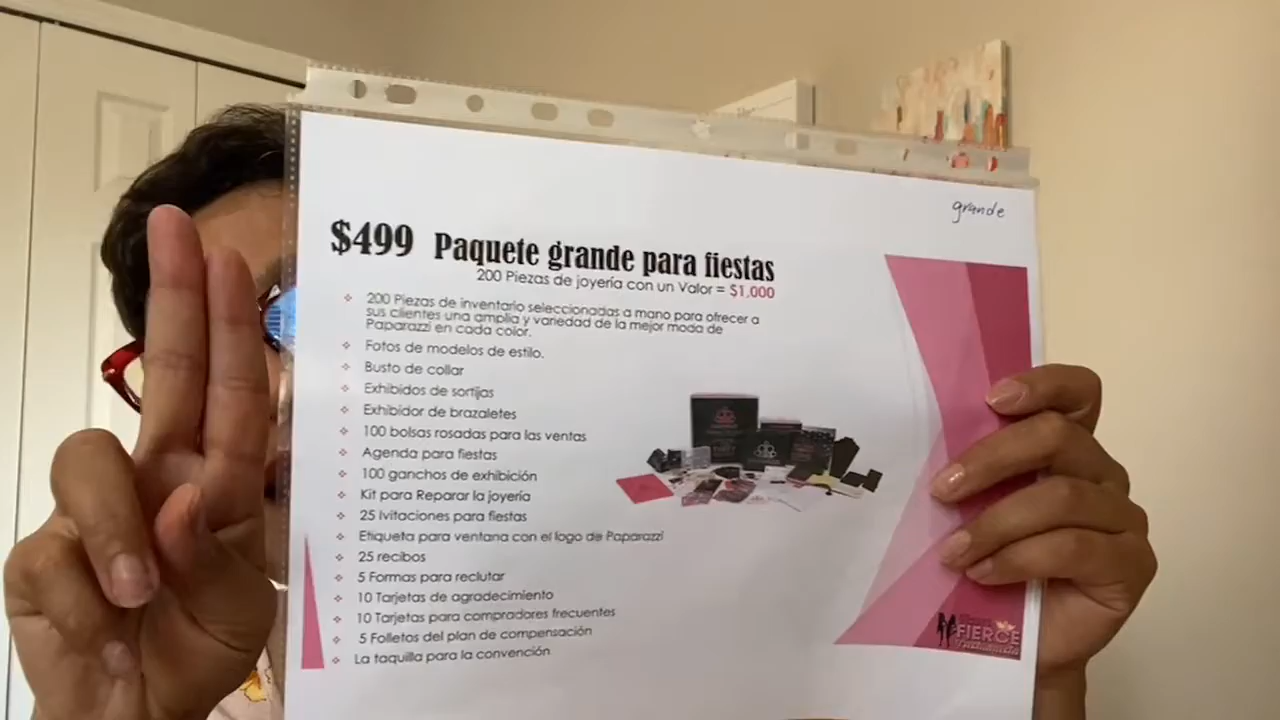 grande
$499 Paquete grande para fiestas
200 Piezas de joyería con un Valor = $1,000
200 Piezas de inventario seleccionadas a mano para ofrecer a
sus clientes una amplia y variedad de la mejor moda de
Paparazzi en cada color.
Fotos de modelos de estilo.
Busto de collar
Exhibidos de sortijas
Exhibidor de brazaletes
100 bolsas rosadas para las ventas
Agenda para fiestas
100 ganchos de exhibición
Kit para Reparar la joyería
25 Ivitaciones para fiestas
Etiqueta para ventana con el logo de Paparazzi
25 recibos
5 Formas para reclutar
10 Tarjetas de agradecimiento
10 Tarjetas para compradores frecuentes
5 Folletos del plan de compensación
La taquilla para la convención
FIERCE